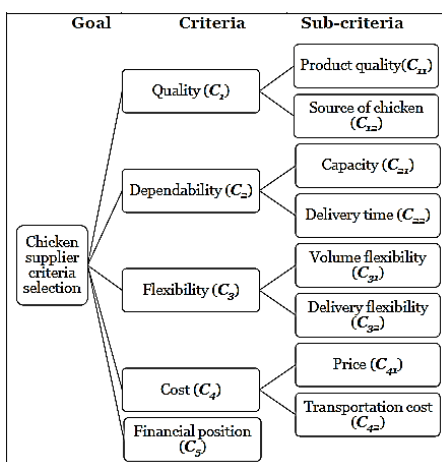 Goal Criteria Sub-criteria
Chicken
supplier
criteria
selection
Quality (C₁)
Product quality(C₁₁)
Source of chicken
(C₁₂)
Dependability (C₂)
Capacity (C₂₁)
Delivery time (C₂₂)
Flexibility (C₃)
Volume flexibility
(C₃₁)
Delivery flexibility
(C₃₂)
Cost (C₄)
Price (C₄₁)
Transportation cost
(C₄₂)
Financial position
(C₅)